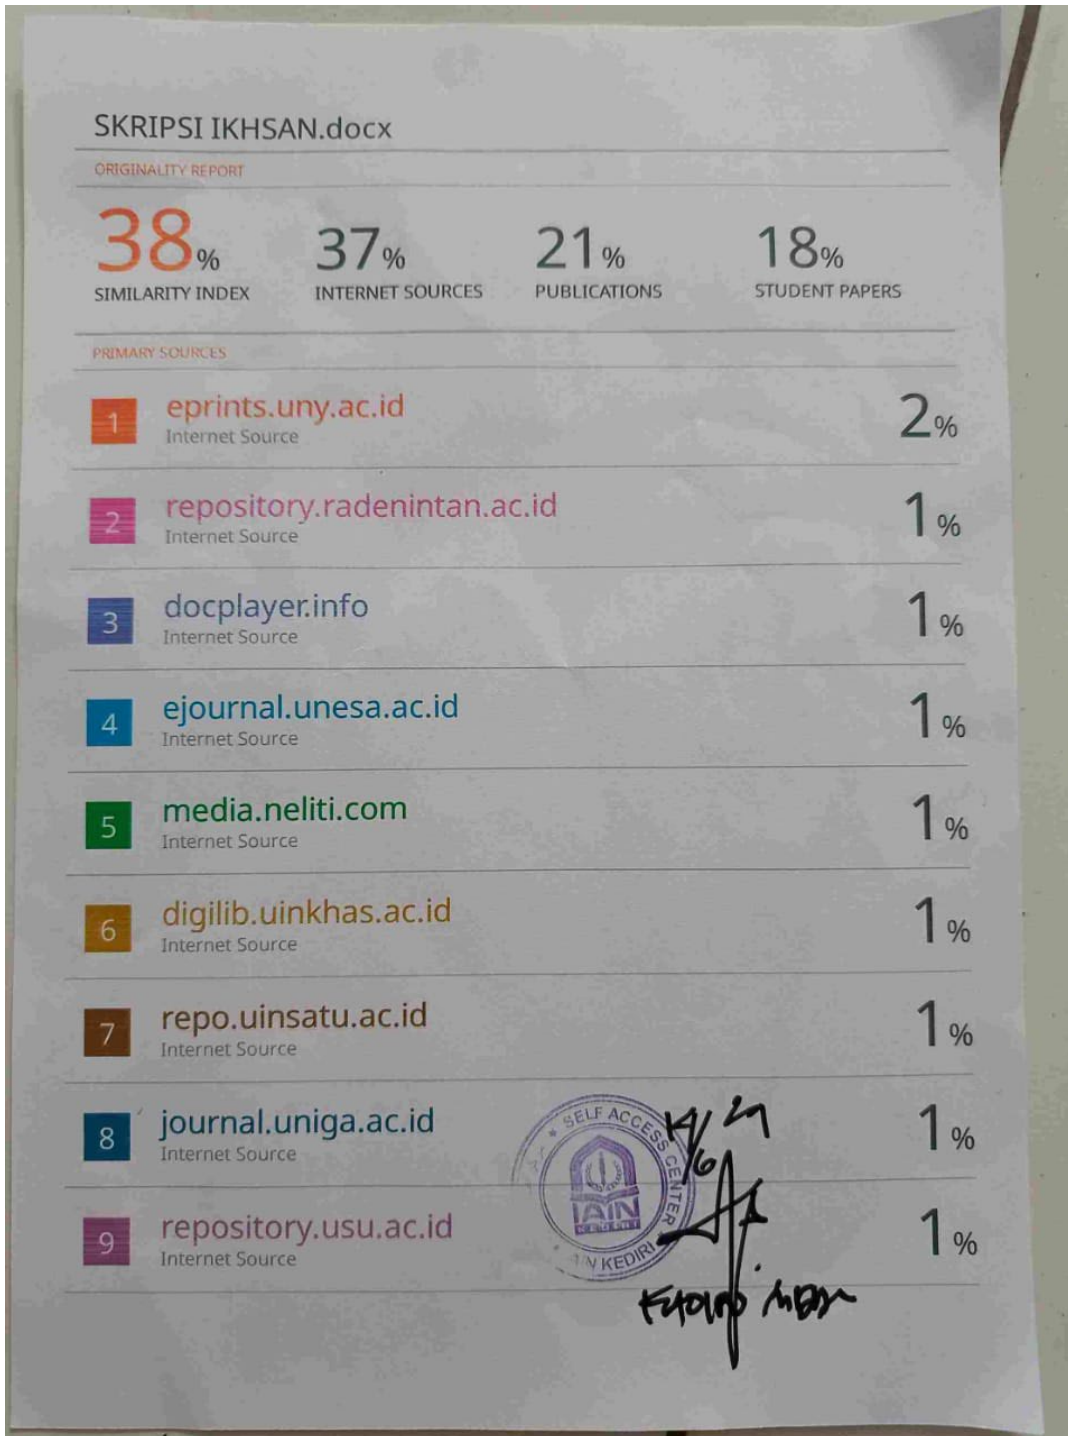 SKRIPSI IKHSAN.docx
ORIGINALITY REPORT
38% 37% 21% 18%
SIMILARITY INDEX INTERNET SOURCES PUBLICATIONS STUDENT PAPERS
PRIMARY SOURCES
1 eprints.uny.ac.id 2%
Internet Source
2 repository.radenintan.ac.id 1%
Internet Source
3 docplayer.info 1%
Internet Source
4 ejournal.unesa.ac.id 1%
Internet Source
5 media.neliti.com 1%
Internet Source
6 digilib.uinkhas.ac.id 1%
Internet Source
7 repo.uinsatu.ac.id 1%
Internet Source
8 journal.uniga.ac.id 1%
Internet Source
SELF ACCESS CENTER
IAIN
KEDIRI
IAIN KEDIRI
9 repository.usu.ac.id 1%
Internet Source